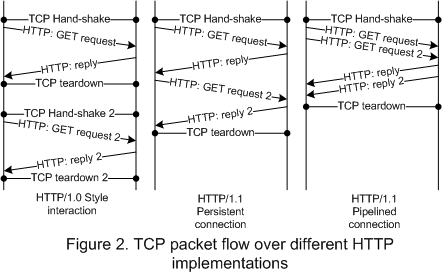 TCP Hand-shake
HTTP: GET request
HTTP: reply
TCP teardown
TCP Hand-shake 2
HTTP: GET request 2
HTTP: reply 2
TCP teardown 2
HTTP/1.0 Style
interaction
TCP Hand-shake
HTTP: GET request
HTTP: reply
HTTP: GET request 2
HTTP: reply 2
TCP teardown
HTTP/1.1
Persistent
connection
TCP Hand-shake
HTTP: GET request
HTTP: GET request 2
HTTP: reply
HTTP: reply 2
TCP teardown
HTTP/1.1
Pipelined
connection
Figure 2. TCP packet flow over different HTTP
implementations